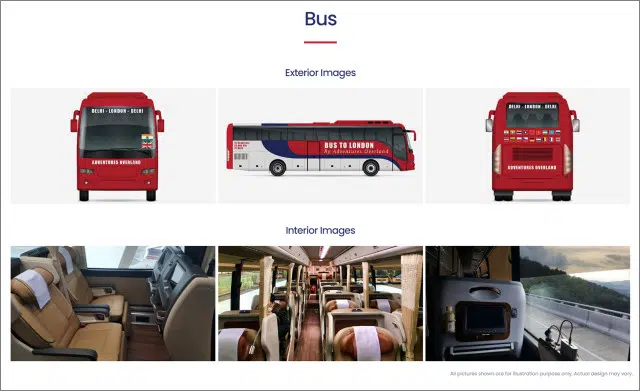 Bus
Exterior Images
DELHI - LONDON - DELHI
ADVENTURES OVERLAND
BUS TO LONDON
By Adventures Overland
DELHI - LONDON - DELHI
ADVENTURES OVERLAND
Interior Images
All pictures shown are for illustration purpose only. Actual design may vary.